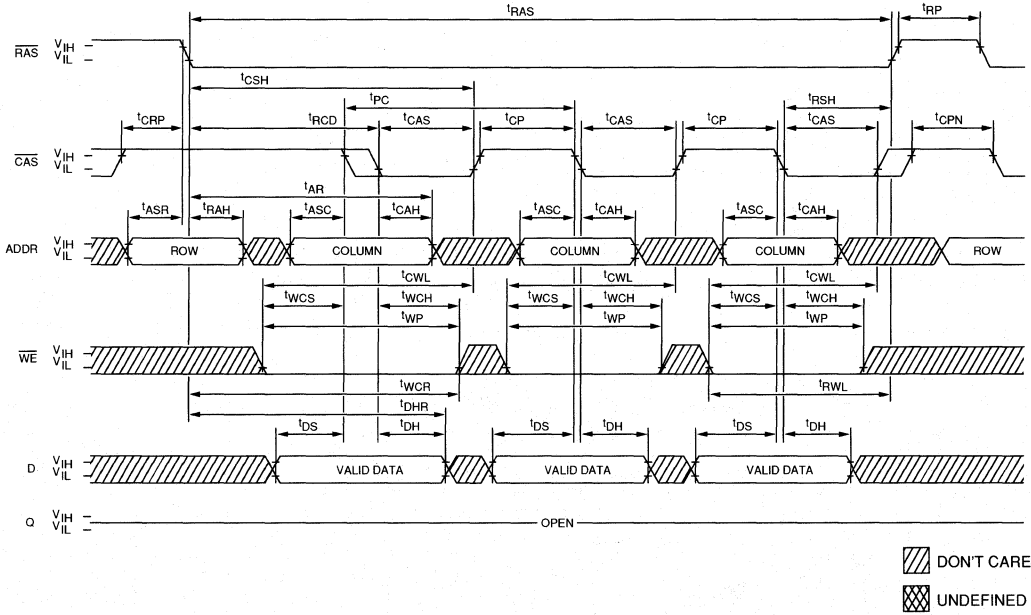 tRAS tRP
RAS VIH
VIL
tCSH
tPC tRSH
tCRP tRCD tCAS tCP tCAS tCP tCAS tCPN
CAS VIH
VIL
tAR
tASR tRAH tASC tCAH tASC tCAH tASC tCAH
ADDR VIH
VIL ROW COLUMN COLUMN COLUMN ROW
tCWL tCWL tCWL
tWCS tWCH tWCS tWCH tWCS tWCH
tWP tWP tWP
WE VIH
VIL
tWCR tRWL
tDHR
tDS tDH tDS tDH tDS tDH
D VIH
VIL VALID DATA VALID DATA VALID DATA
Q VIH
VIL OPEN
DON'T CARE
UNDEFINED